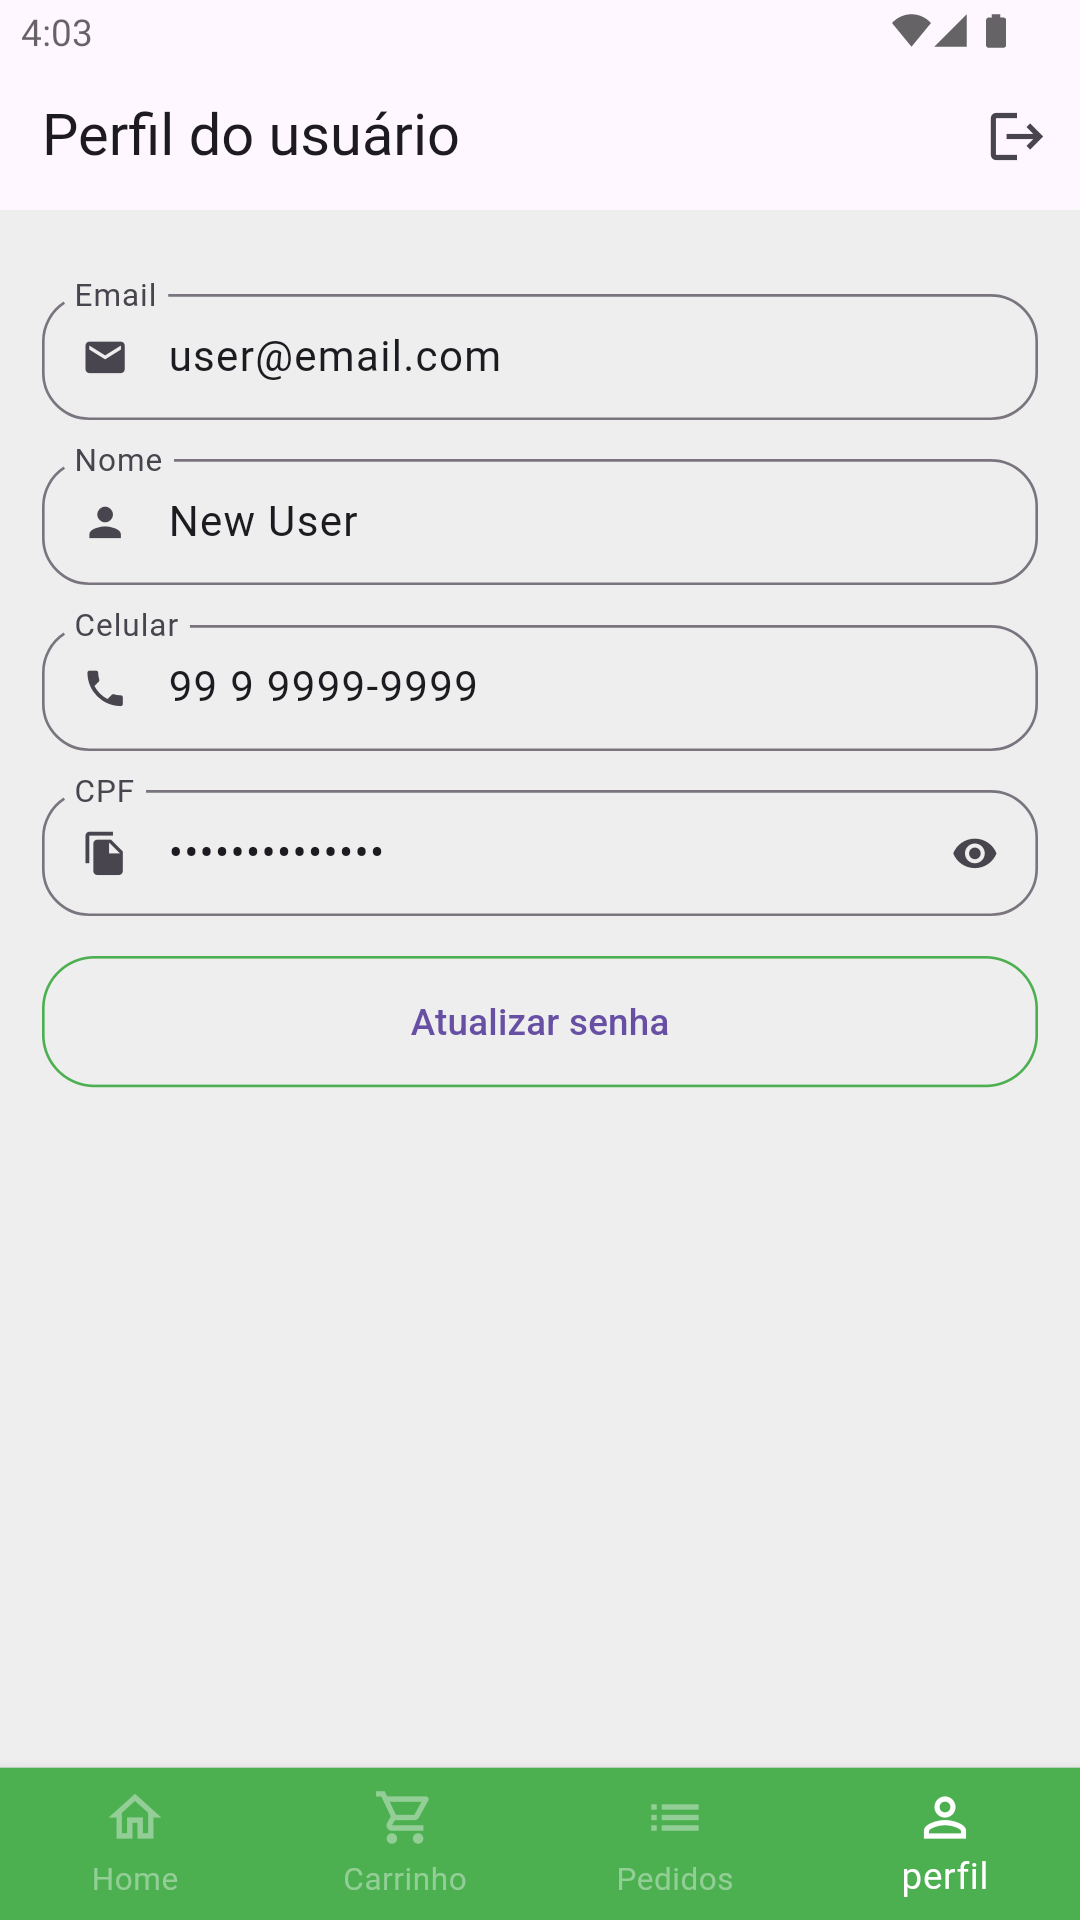 4:03
Perfil do usuário
Email
user@email.com
Nome
New User
Celular
99 9 9999-9999
CPF
••••••••••••••
Atualizar senha
Home
Carrinho
Pedidos
perfil